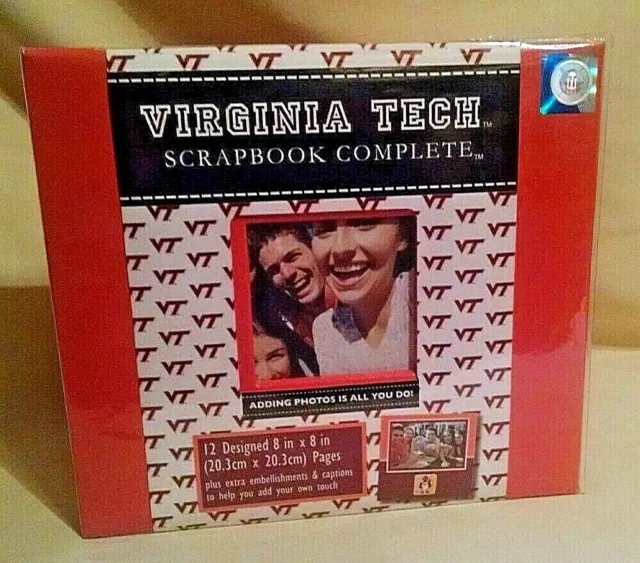 VIRGINIA TECH™
SCRAPBOOK COMPLETE™
ADDING PHOTOS IS ALL YOU DO!
12 Designed 8 in x 8 in
(20.3cm x 20.3cm) Pages
plus extra embellishments & captions
to help you add your own touch